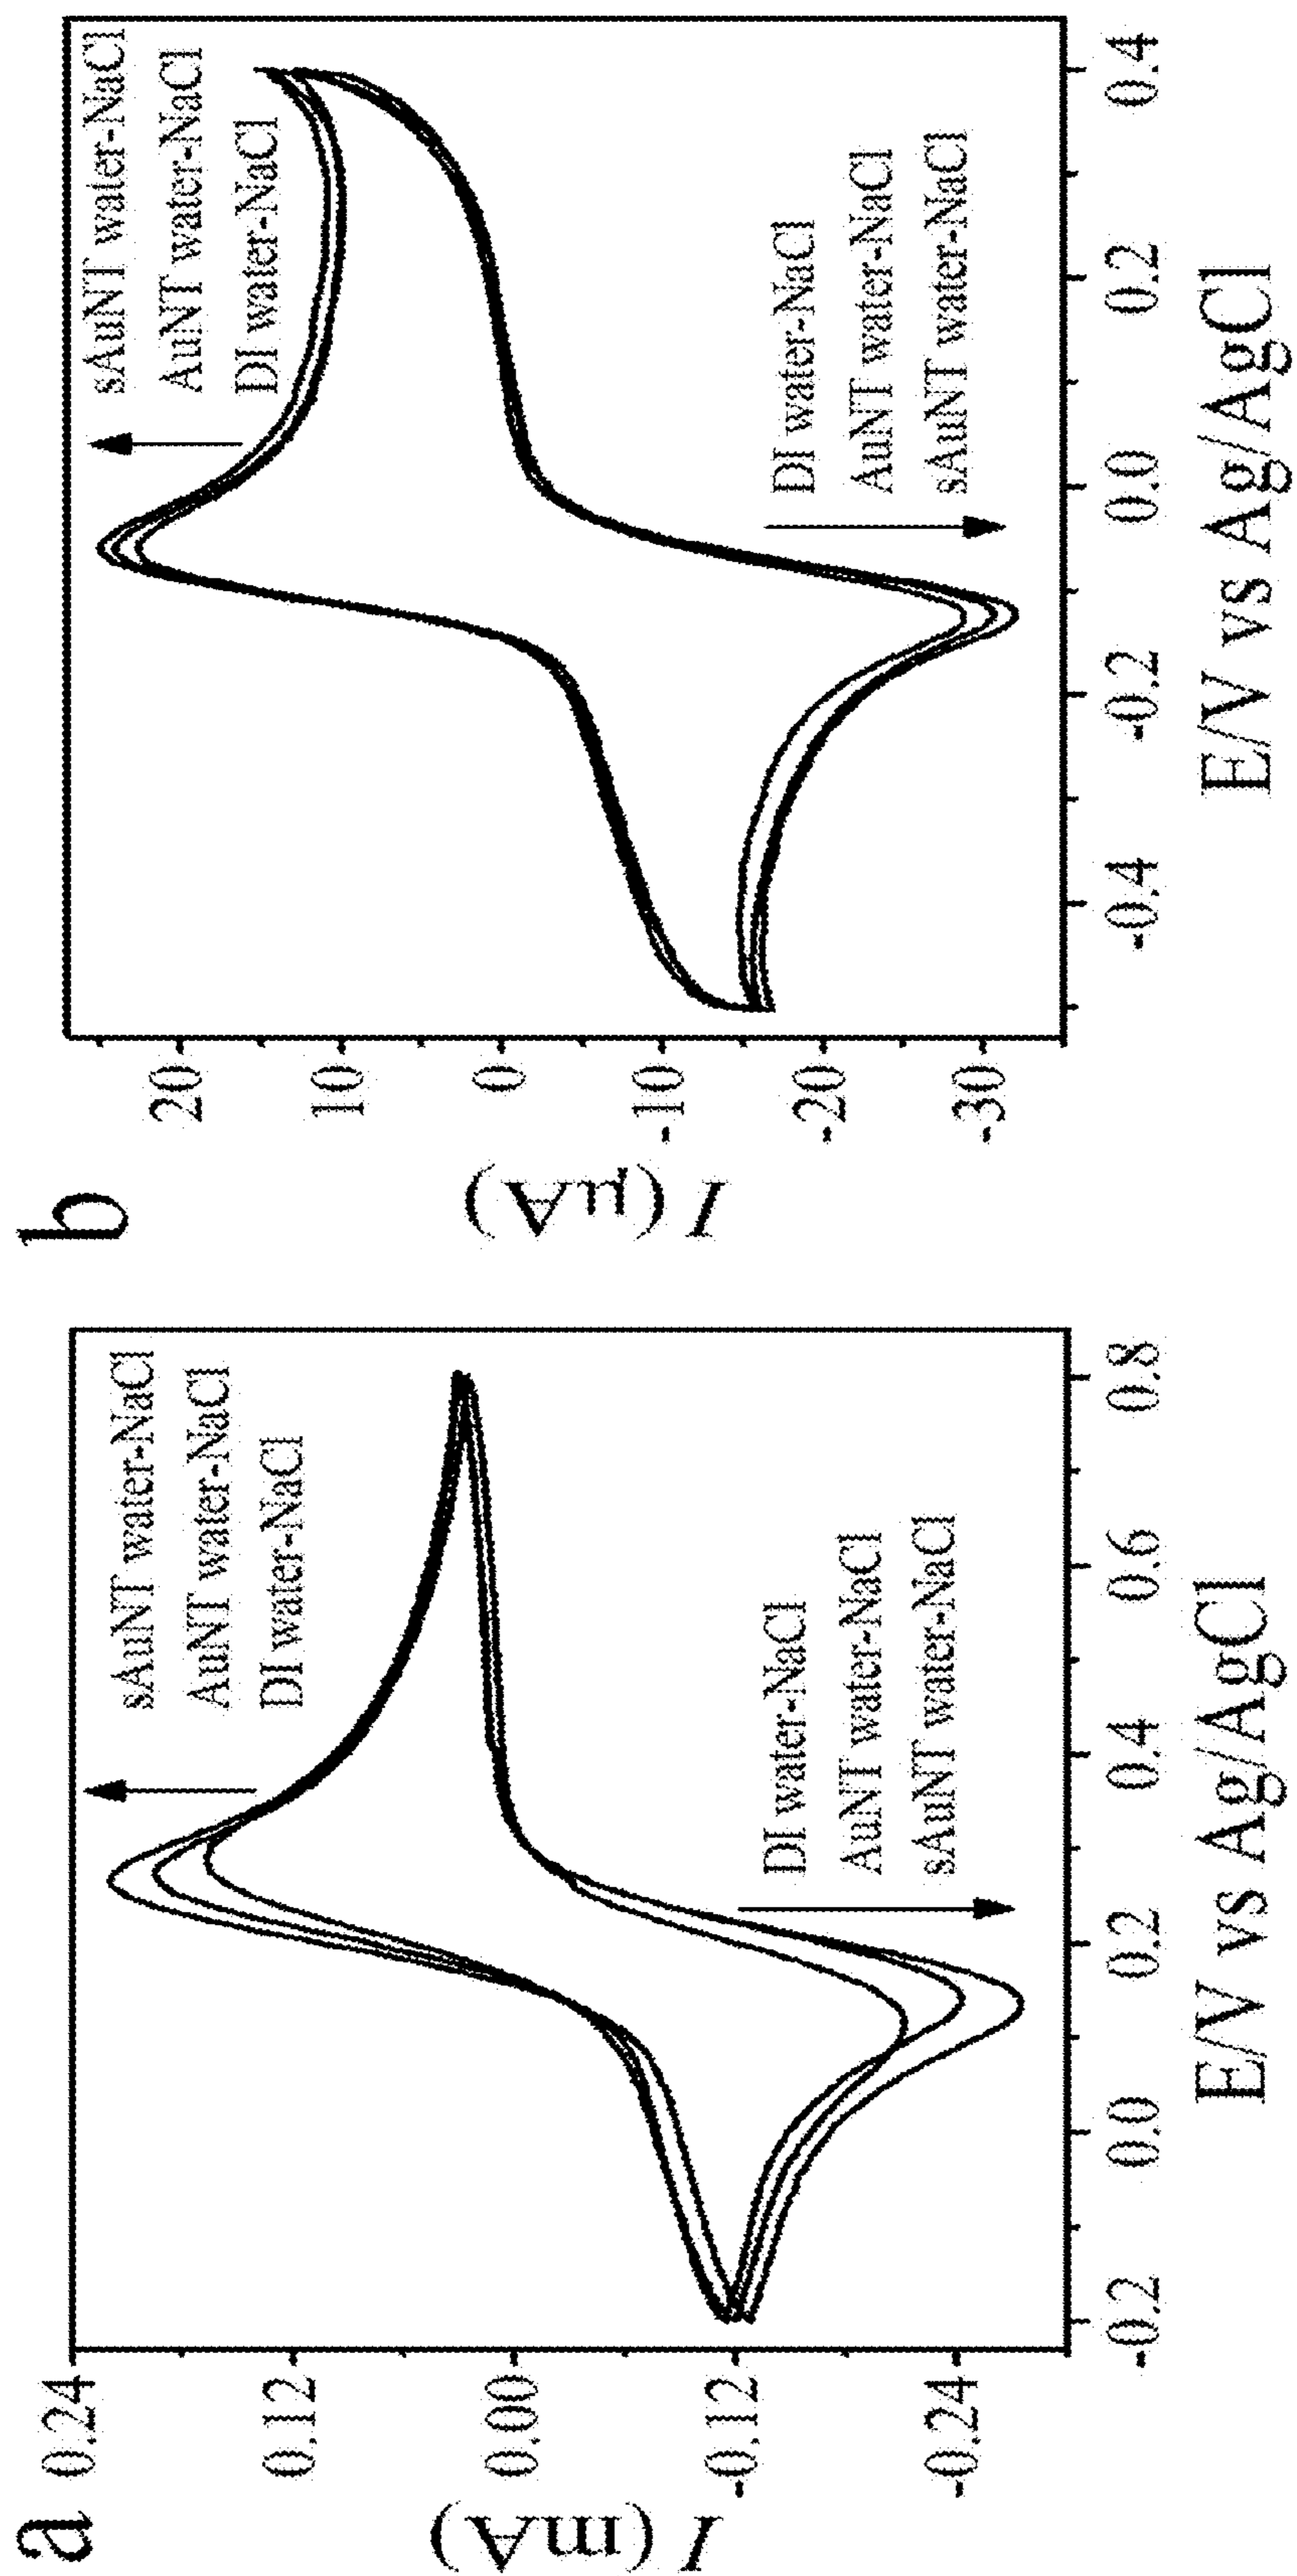 a
I (mA)
0.24
0.12
0.00
-0.12
-0.24
sAuNT water-NaCl
AuNT water-NaCl
DI water-NaCl
DI water-NaCl
AuNT water-NaCl
sAuNT water-NaCl
-0.2 0.0 0.2 0.4 0.6 0.8
E/V vs Ag/AgCl
b
I (μA)
20
10
0
-10
-20
-30
sAuNT water-NaCl
AuNT water-NaCl
DI water-NaCl
DI water-NaCl
AuNT water-NaCl
sAuNT water-NaCl
-0.4 -0.2 0.0 0.2 0.4
E/V vs Ag/AgCl